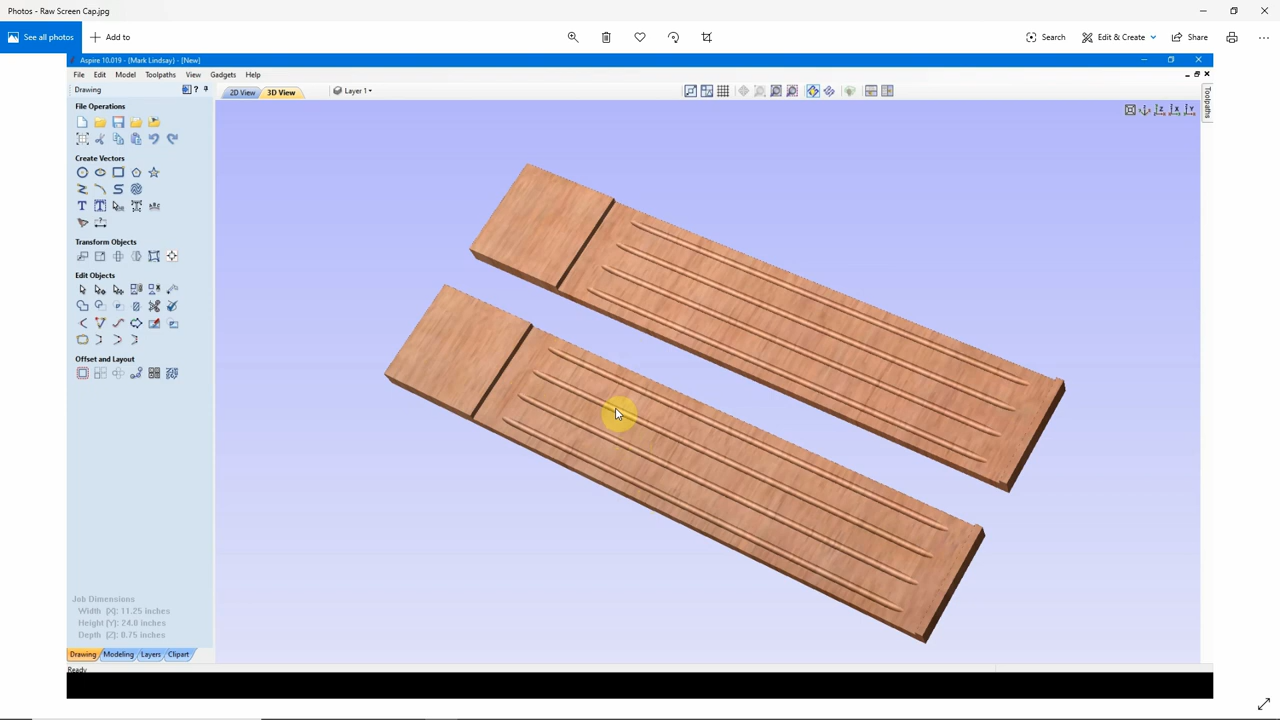 Photos - Raw Screen Cap.jpg
See all photos
Add to
Search
Edit & Create
Share
Aspire 10.019 - {Mark Lindsay} - [New]
File Edit Model Toolpaths View Gadgets Help
Drawing
2D View
3D View
Layer 1
Toolpaths
File Operations
Create Vectors
Transform Objects
Edit Objects
Offset and Layout
Job Dimensions
Width (X): 11.25 inches
Height (Y): 24.0 inches
Depth (Z): 0.75 inches
Drawing
Modeling
Layers
Clipart
Ready